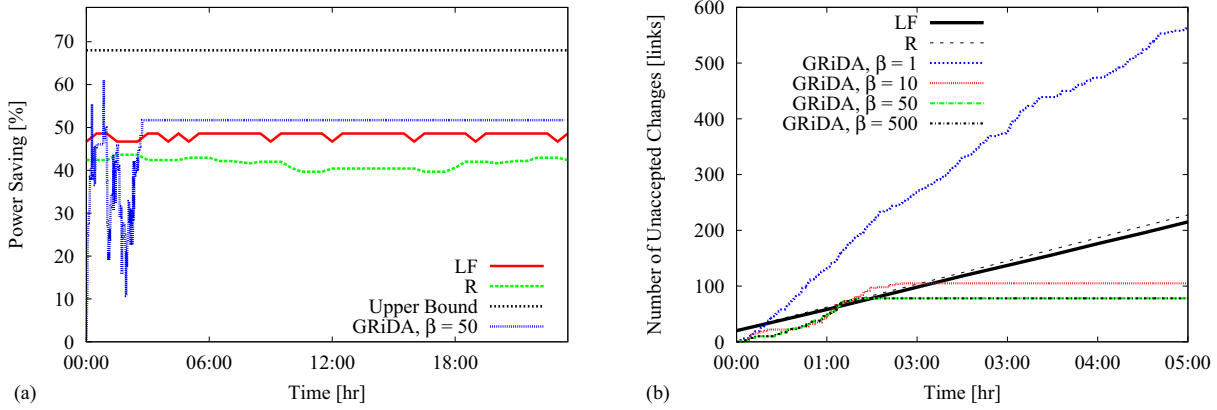 70
60
50
40
30
20
10
0
Power Saving [%]
LF
R
Upper Bound
GRiDA, β = 50
00:00 06:00 12:00 18:00
Time [hr]
(a)
600
500
400
300
200
100
0
Number of Unaccepted Changes [links]
LF
R
GRiDA, β = 1
GRiDA, β = 10
GRiDA, β = 50
GRiDA, β = 500
00:00 01:00 03:00 03:00 04:00 05:00
Time [hr]
(b)